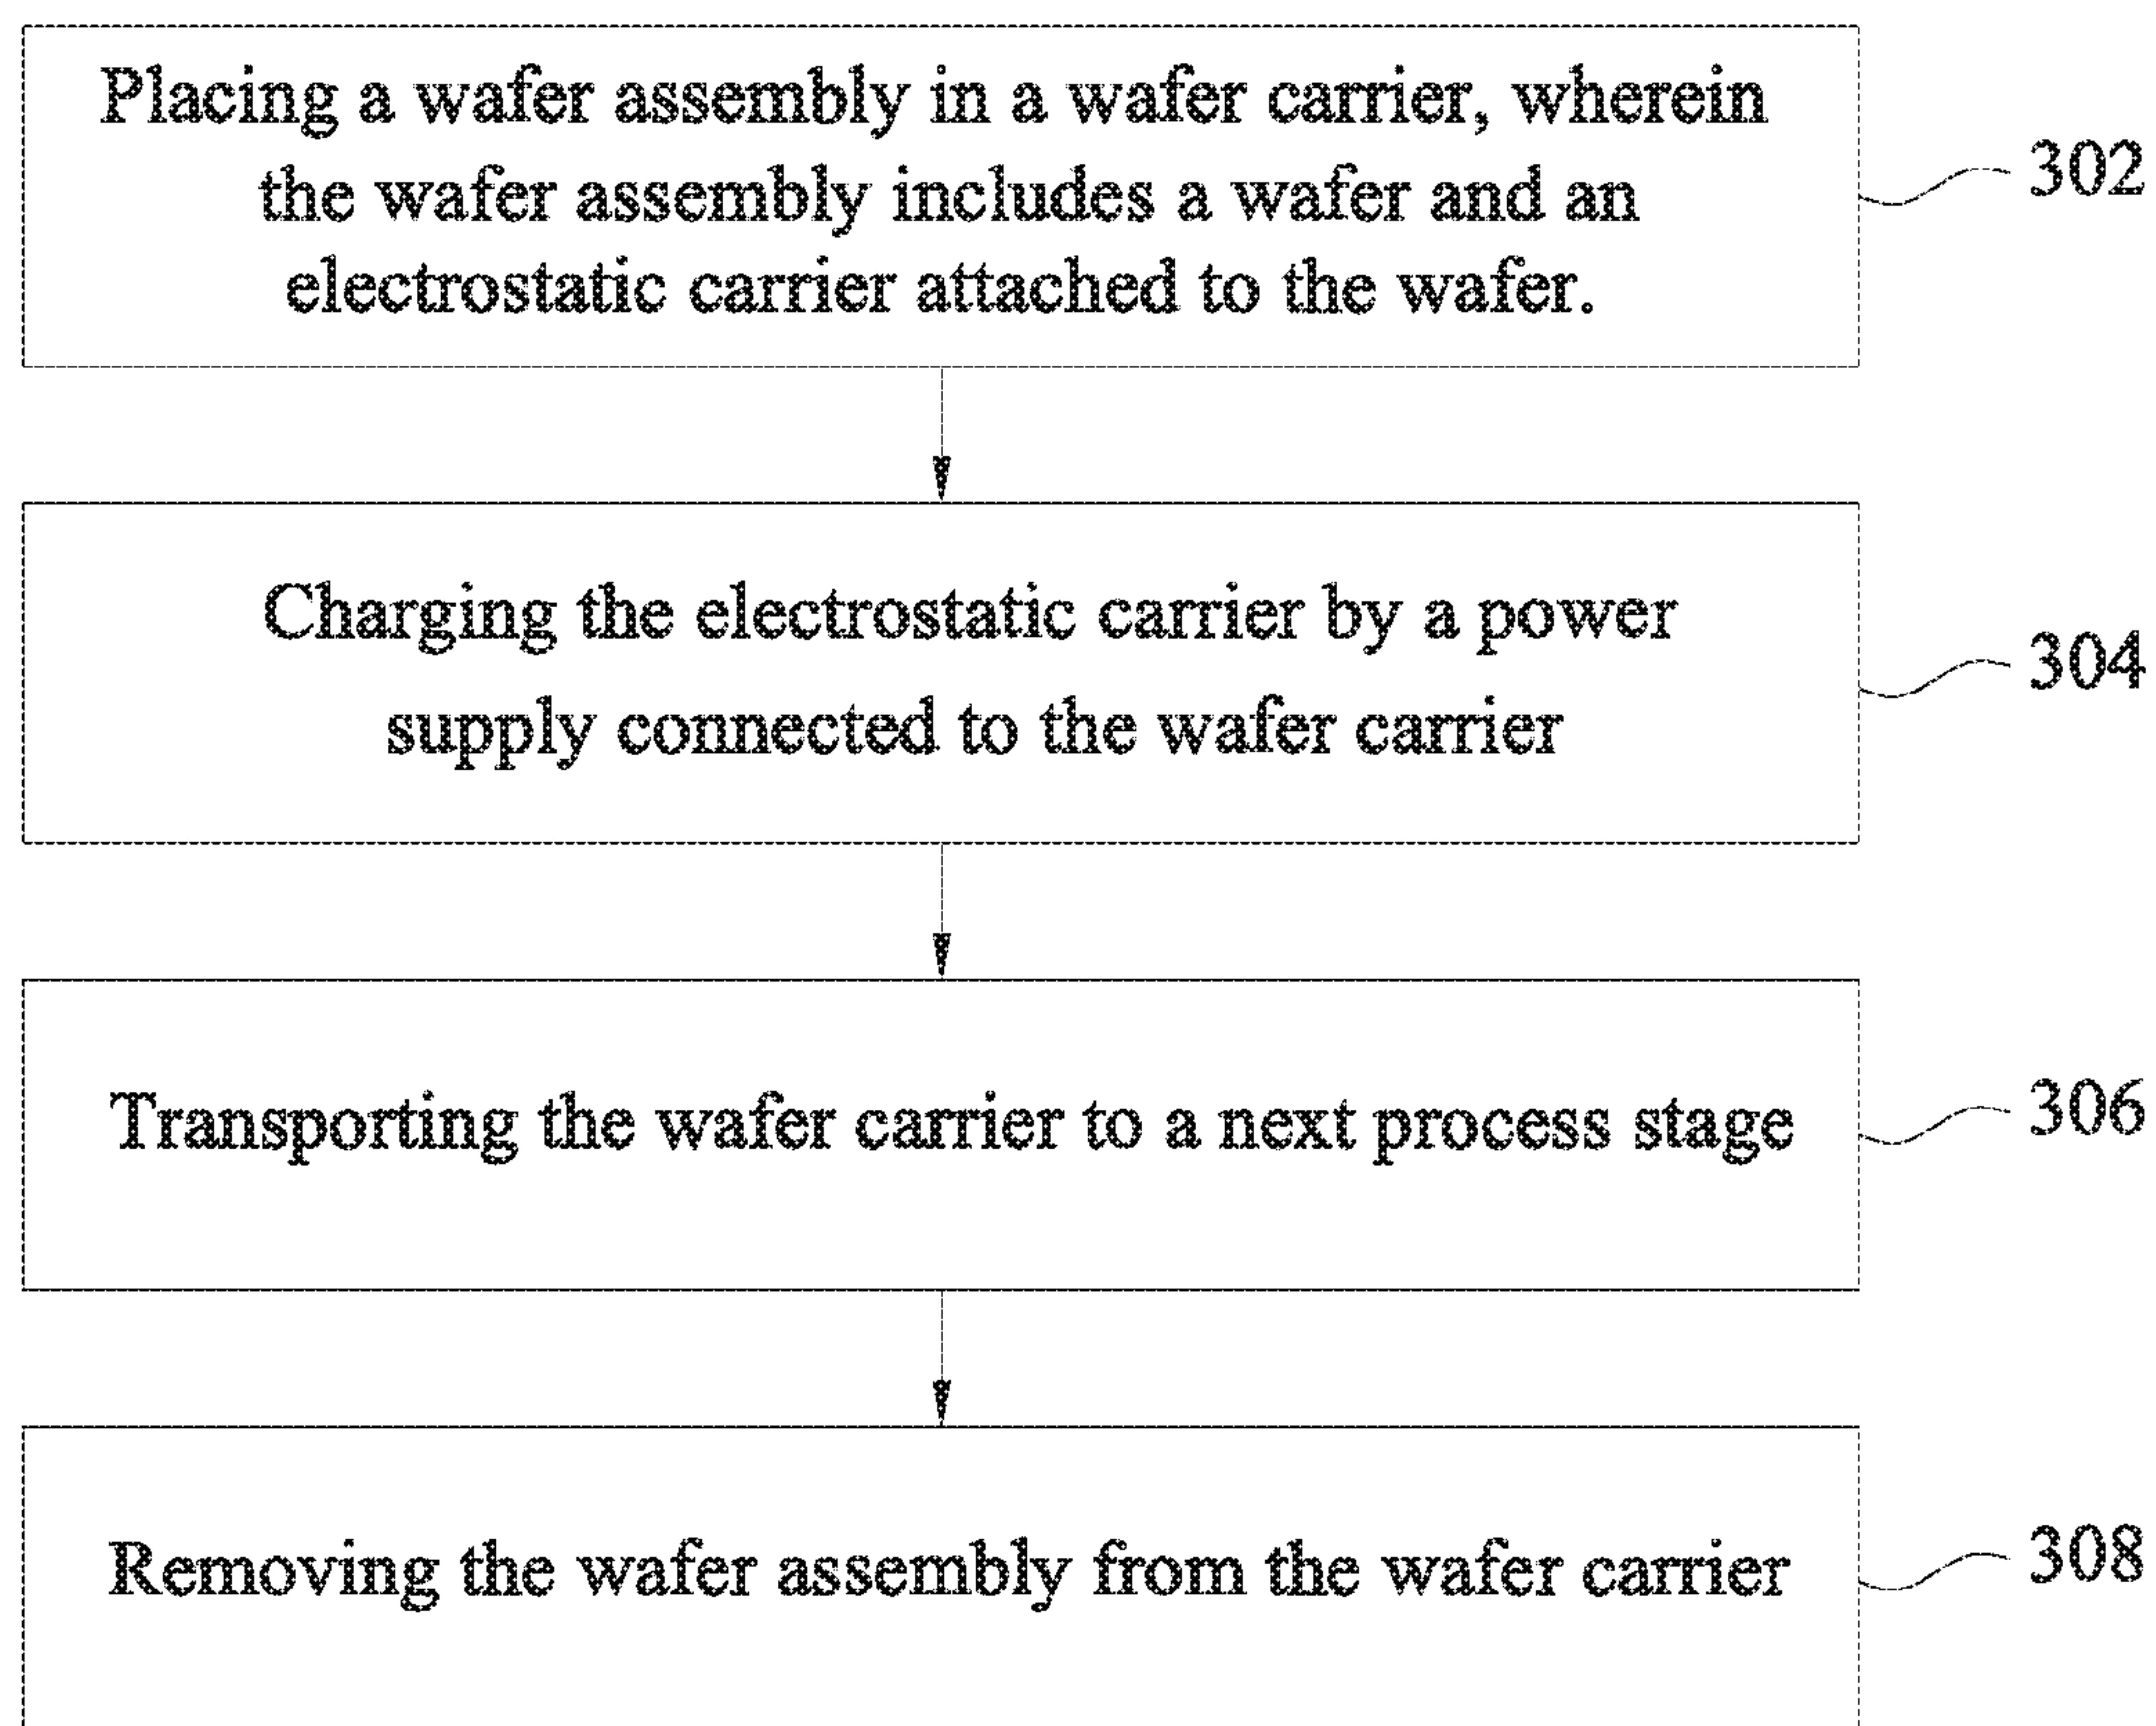 Placing a wafer assembly in a wafer carrier, wherein
the wafer assembly includes a wafer and an
electrostatic carrier attached to the wafer.
302
Charging the electrostatic carrier by a power
supply connected to the wafer carrier
304
Transporting the wafer carrier to a next process stage
306
Removing the wafer assembly from the wafer carrier
308